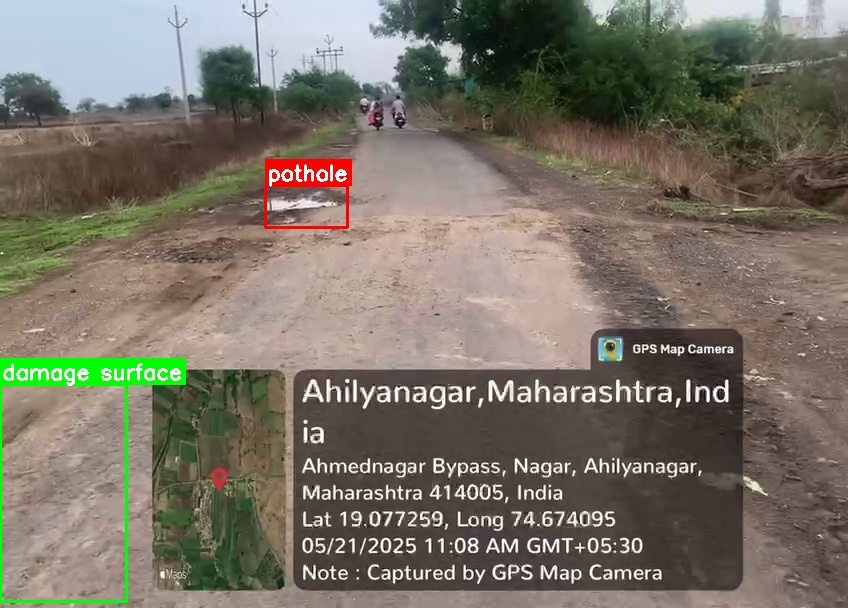 pothole
damage surface
GPS Map Camera
Ahilyanagar,Maharashtra,Ind
ia
Ahmednagar Bypass, Nagar, Ahilyanagar,
Maharashtra 414005, India
Lat 19.077259, Long 74.674095
05/21/2025 11:08 AM GMT+05:30
Note : Captured by GPS Map Camera
Maps